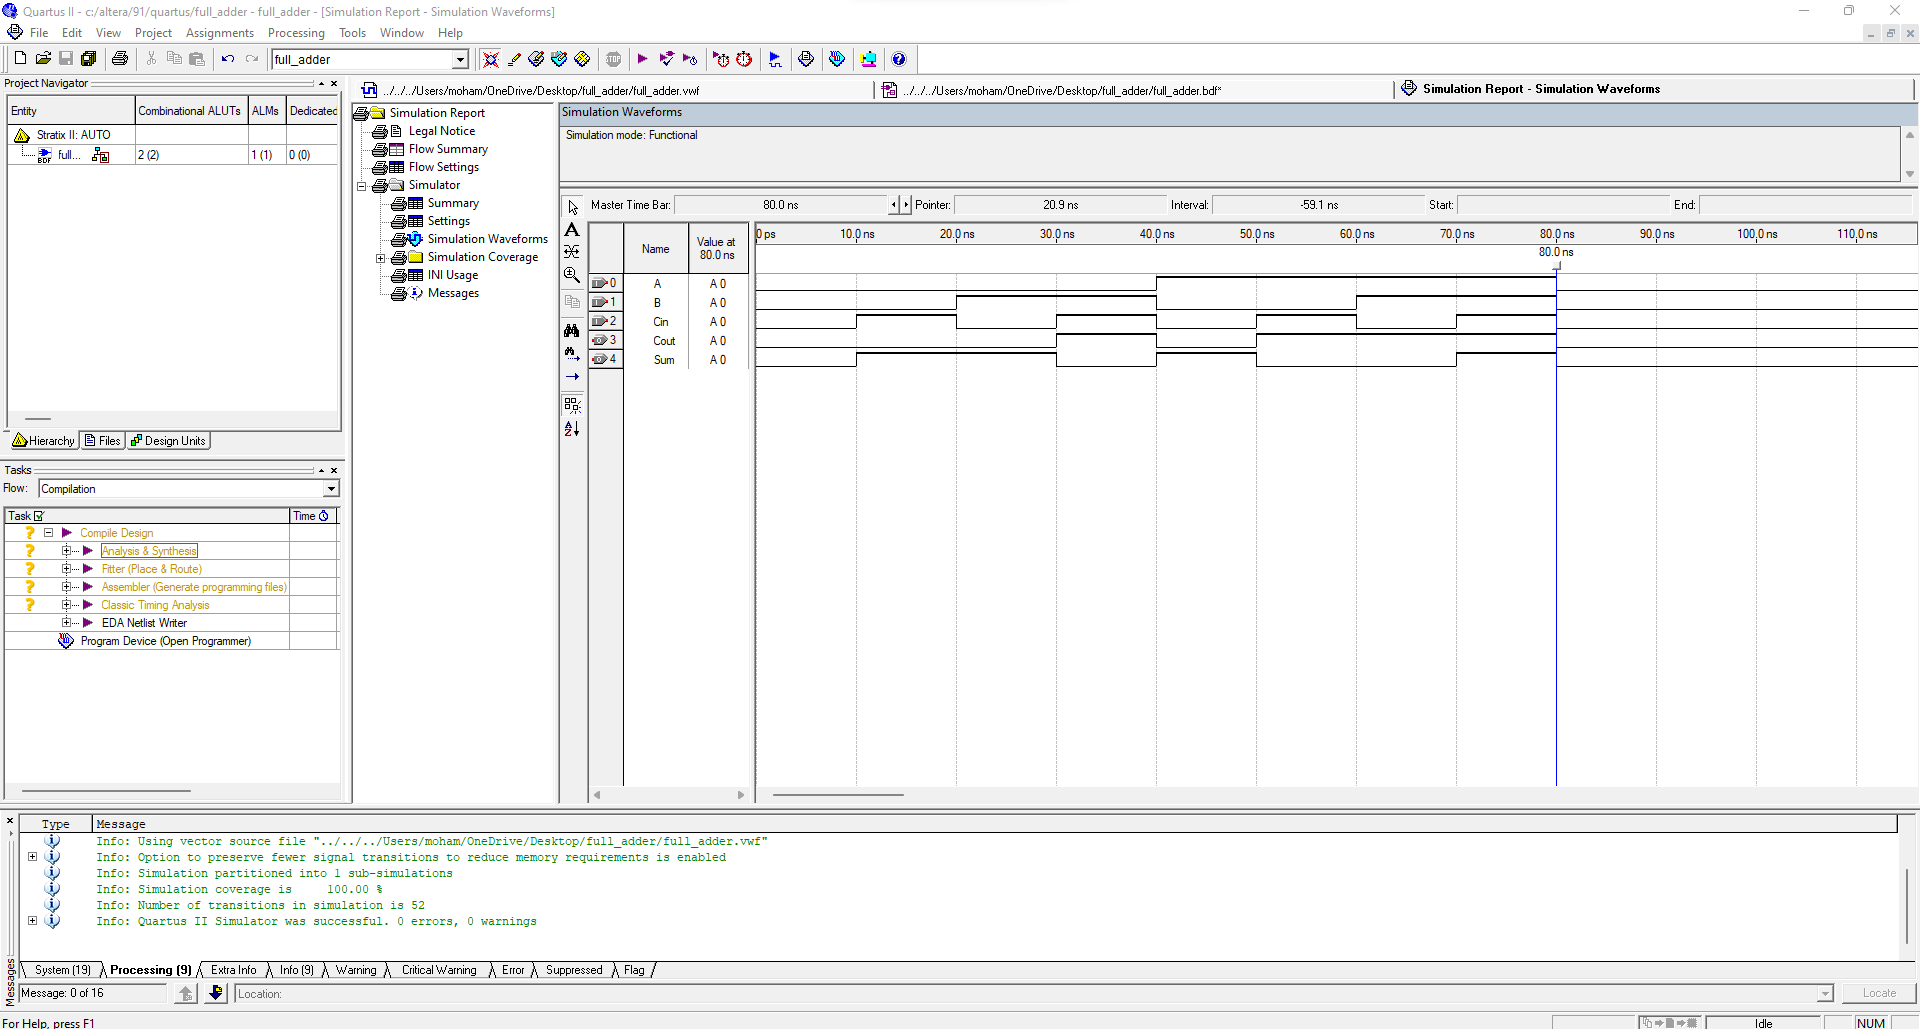 Quartus II - c:/altera/91/quartus/full_adder - full_adder - [Simulation Report - Simulation Waveforms]
File Edit View Project Assignments Processing Tools Window Help
full_adder
Project Navigator
Entity Combinational ALUTs ALMs Dedicated
Stratix II: AUTO
full... 2 (2) 1 (1) 0 (0)
Hierarchy Files Design Units
Tasks
Flow: Compilation
Task Time
Compile Design
Analysis & Synthesis
Fitter (Place & Route)
Assembler (Generate programming files)
Classic Timing Analysis
EDA Netlist Writer
Program Device (Open Programmer)
../../../Users/moham/OneDrive/Desktop/full_adder/full_adder.vwf
../../../Users/moham/OneDrive/Desktop/full_adder/full_adder.bdf*
Simulation Report - Simulation Waveforms
Simulation Report
Legal Notice
Flow Summary
Flow Settings
Simulator
Summary
Settings
Simulation Waveforms
Simulation Coverage
INI Usage
Messages
Simulation Waveforms
Simulation mode: Functional
Master Time Bar: 80.0 ns Pointer: 20.9 ns Interval: -59.1 ns Start: End:
Name Value at 80.0 ns
0 ps 10.0 ns 20.0 ns 30.0 ns 40.0 ns 50.0 ns 60.0 ns 70.0 ns 80.0 ns 90.0 ns 100.0 ns 110.0 ns
80.0 ns
0 A A 0
1 B A 0
2 Cin A 0
3 Cout A 0
4 Sum A 0
Type Message
Info: Using vector source file "../../../Users/moham/OneDrive/Desktop/full_adder/full_adder.vwf"
Info: Option to preserve fewer signal transitions to reduce memory requirements is enabled
Info: Simulation partitioned into 1 sub-simulations
Info: Simulation coverage is 100.00 %
Info: Number of transitions in simulation is 52
Info: Quartus II Simulator was successful. 0 errors, 0 warnings
System (19) Processing (9) Extra Info Info (9) Warning Critical Warning Error Suppressed Flag
Messages
Message: 0 of 16 Location: Locate
For Help, press F1 Idle NUM